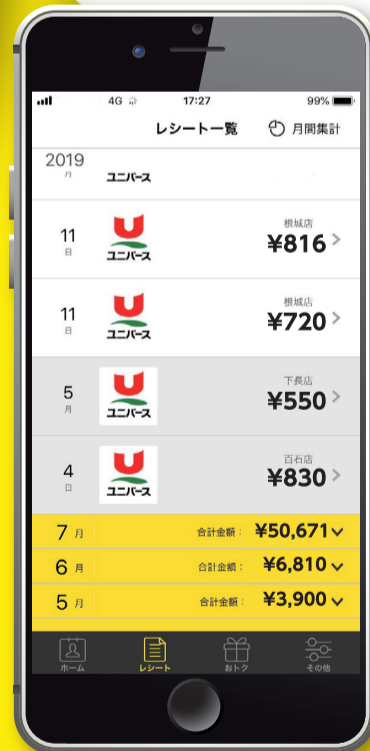 4G 17:27 99%
レシート一覧 月間集計
2019
月 ユニバース
11 根城店
日 ユニバース ¥816
11 根城店
日 ユニバース ¥720
5 下長店
月 ユニバース ¥550
4 百石店
日 ユニバース ¥830
7月 合計金額： ¥50,671
6月 合計金額： ¥6,810
5月 合計金額： ¥3,900
ホーム レシート おトク その他